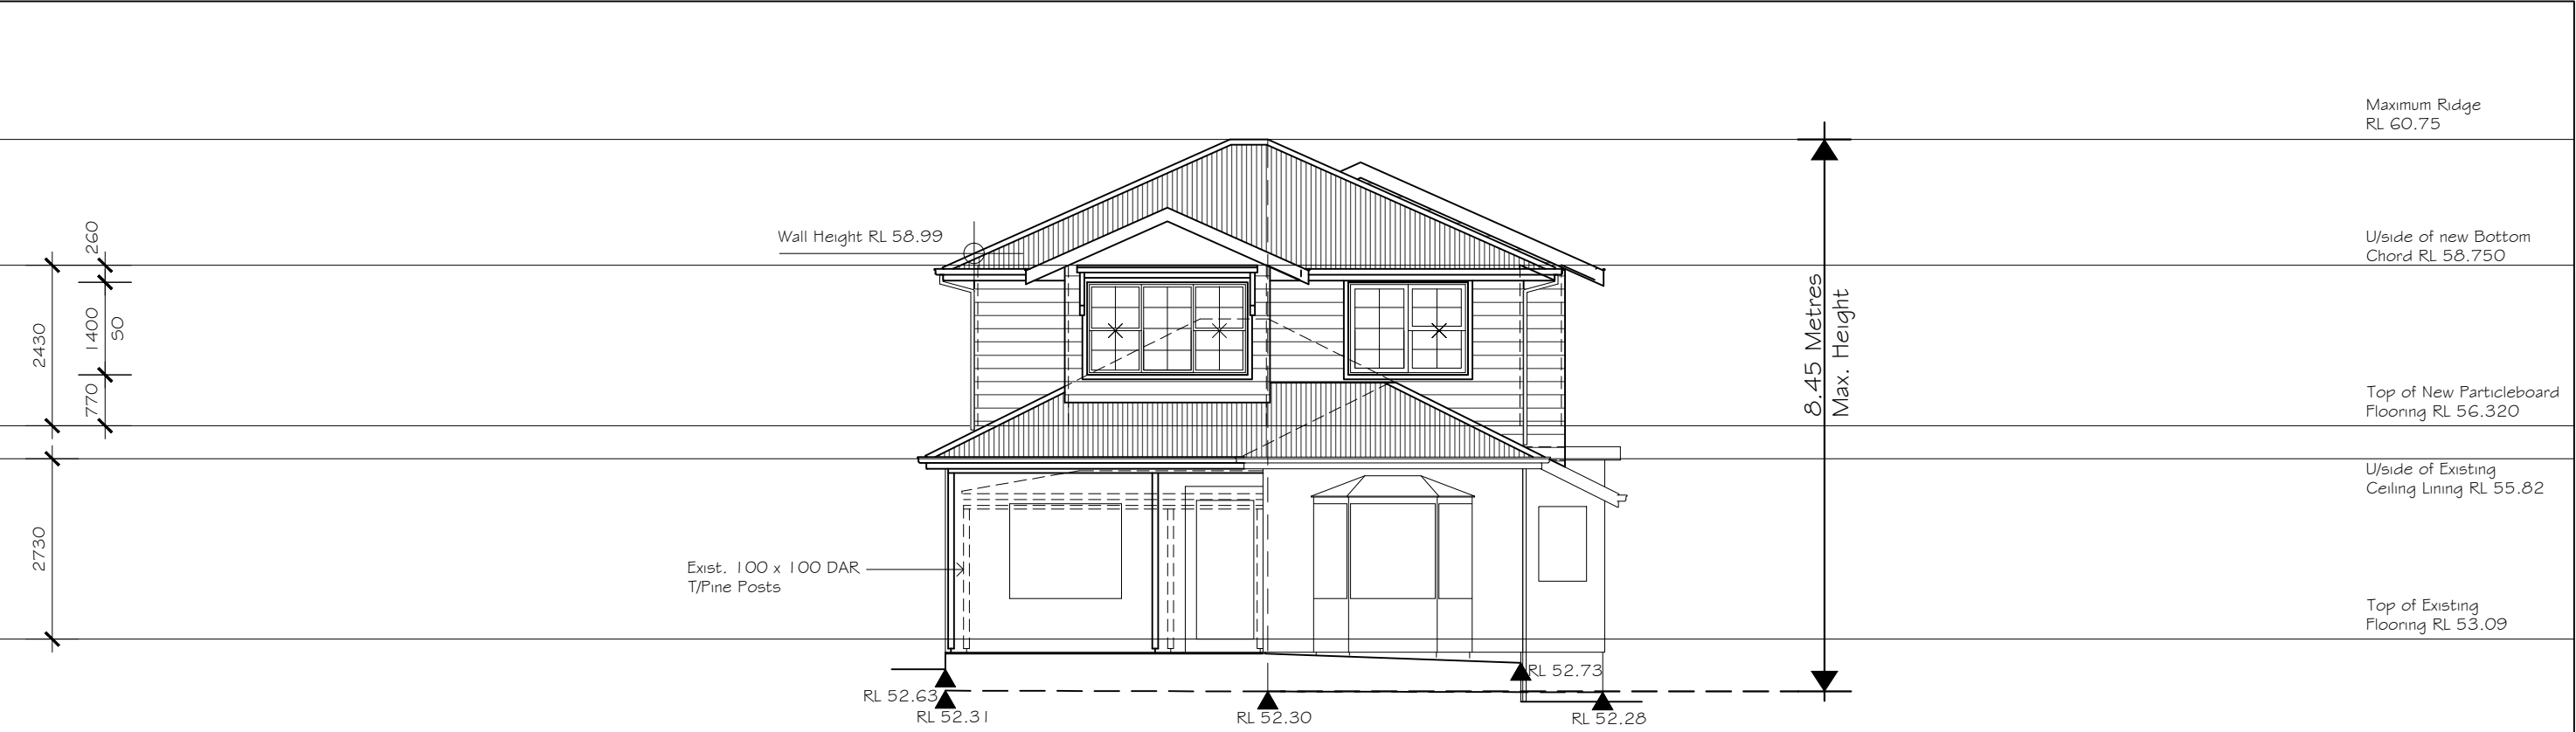 Maximum Ridge
RL 60.75
Wall Height RL 58.99
U/side of new Bottom
Chord RL 58.750
260
2430
1400
50
770
8.45 Metres
Max. Height
Top of New Particleboard
Flooring RL 56.320
U/side of Existing
Ceiling Lining RL 55.82
2730
Exist. 100 x 100 DAR
T/Pine Posts
Top of Existing
Flooring RL 53.09
RL 52.63
RL 52.73
RL 52.31
RL 52.30
RL 52.28